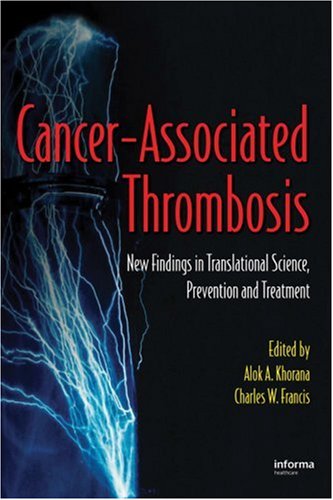 Cancer-Associated
Thrombosis
New Findings in Translational Science,
Prevention and Treatment
Edited by
Alok A. Khorana
Charles W. Francis
informa
healthcare